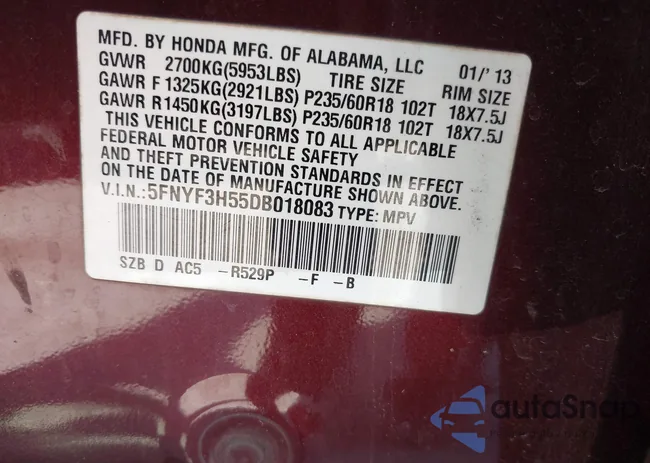 MFD. BY HONDA MFG. OF ALABAMA, LLC 01/'13
GVWR 2700KG(5953LBS) TIRE SIZE RIM SIZE
GAWR F 1325KG(2921LBS) P235/60R18 102T 18X7.5J
GAWR R 1450KG(3197LBS) P235/60R18 102T 18X7.5J
THIS VEHICLE CONFORMS TO ALL APPLICABLE
FEDERAL MOTOR VEHICLE SAFETY
AND THEFT PREVENTION STANDARDS IN EFFECT
ON THE DATE OF MANUFACTURE SHOWN ABOVE.
V.I.N.:5FNYF3H55DB018083 TYPE: MPV
SZB D AC5 -R529P -F -B
autoSnap